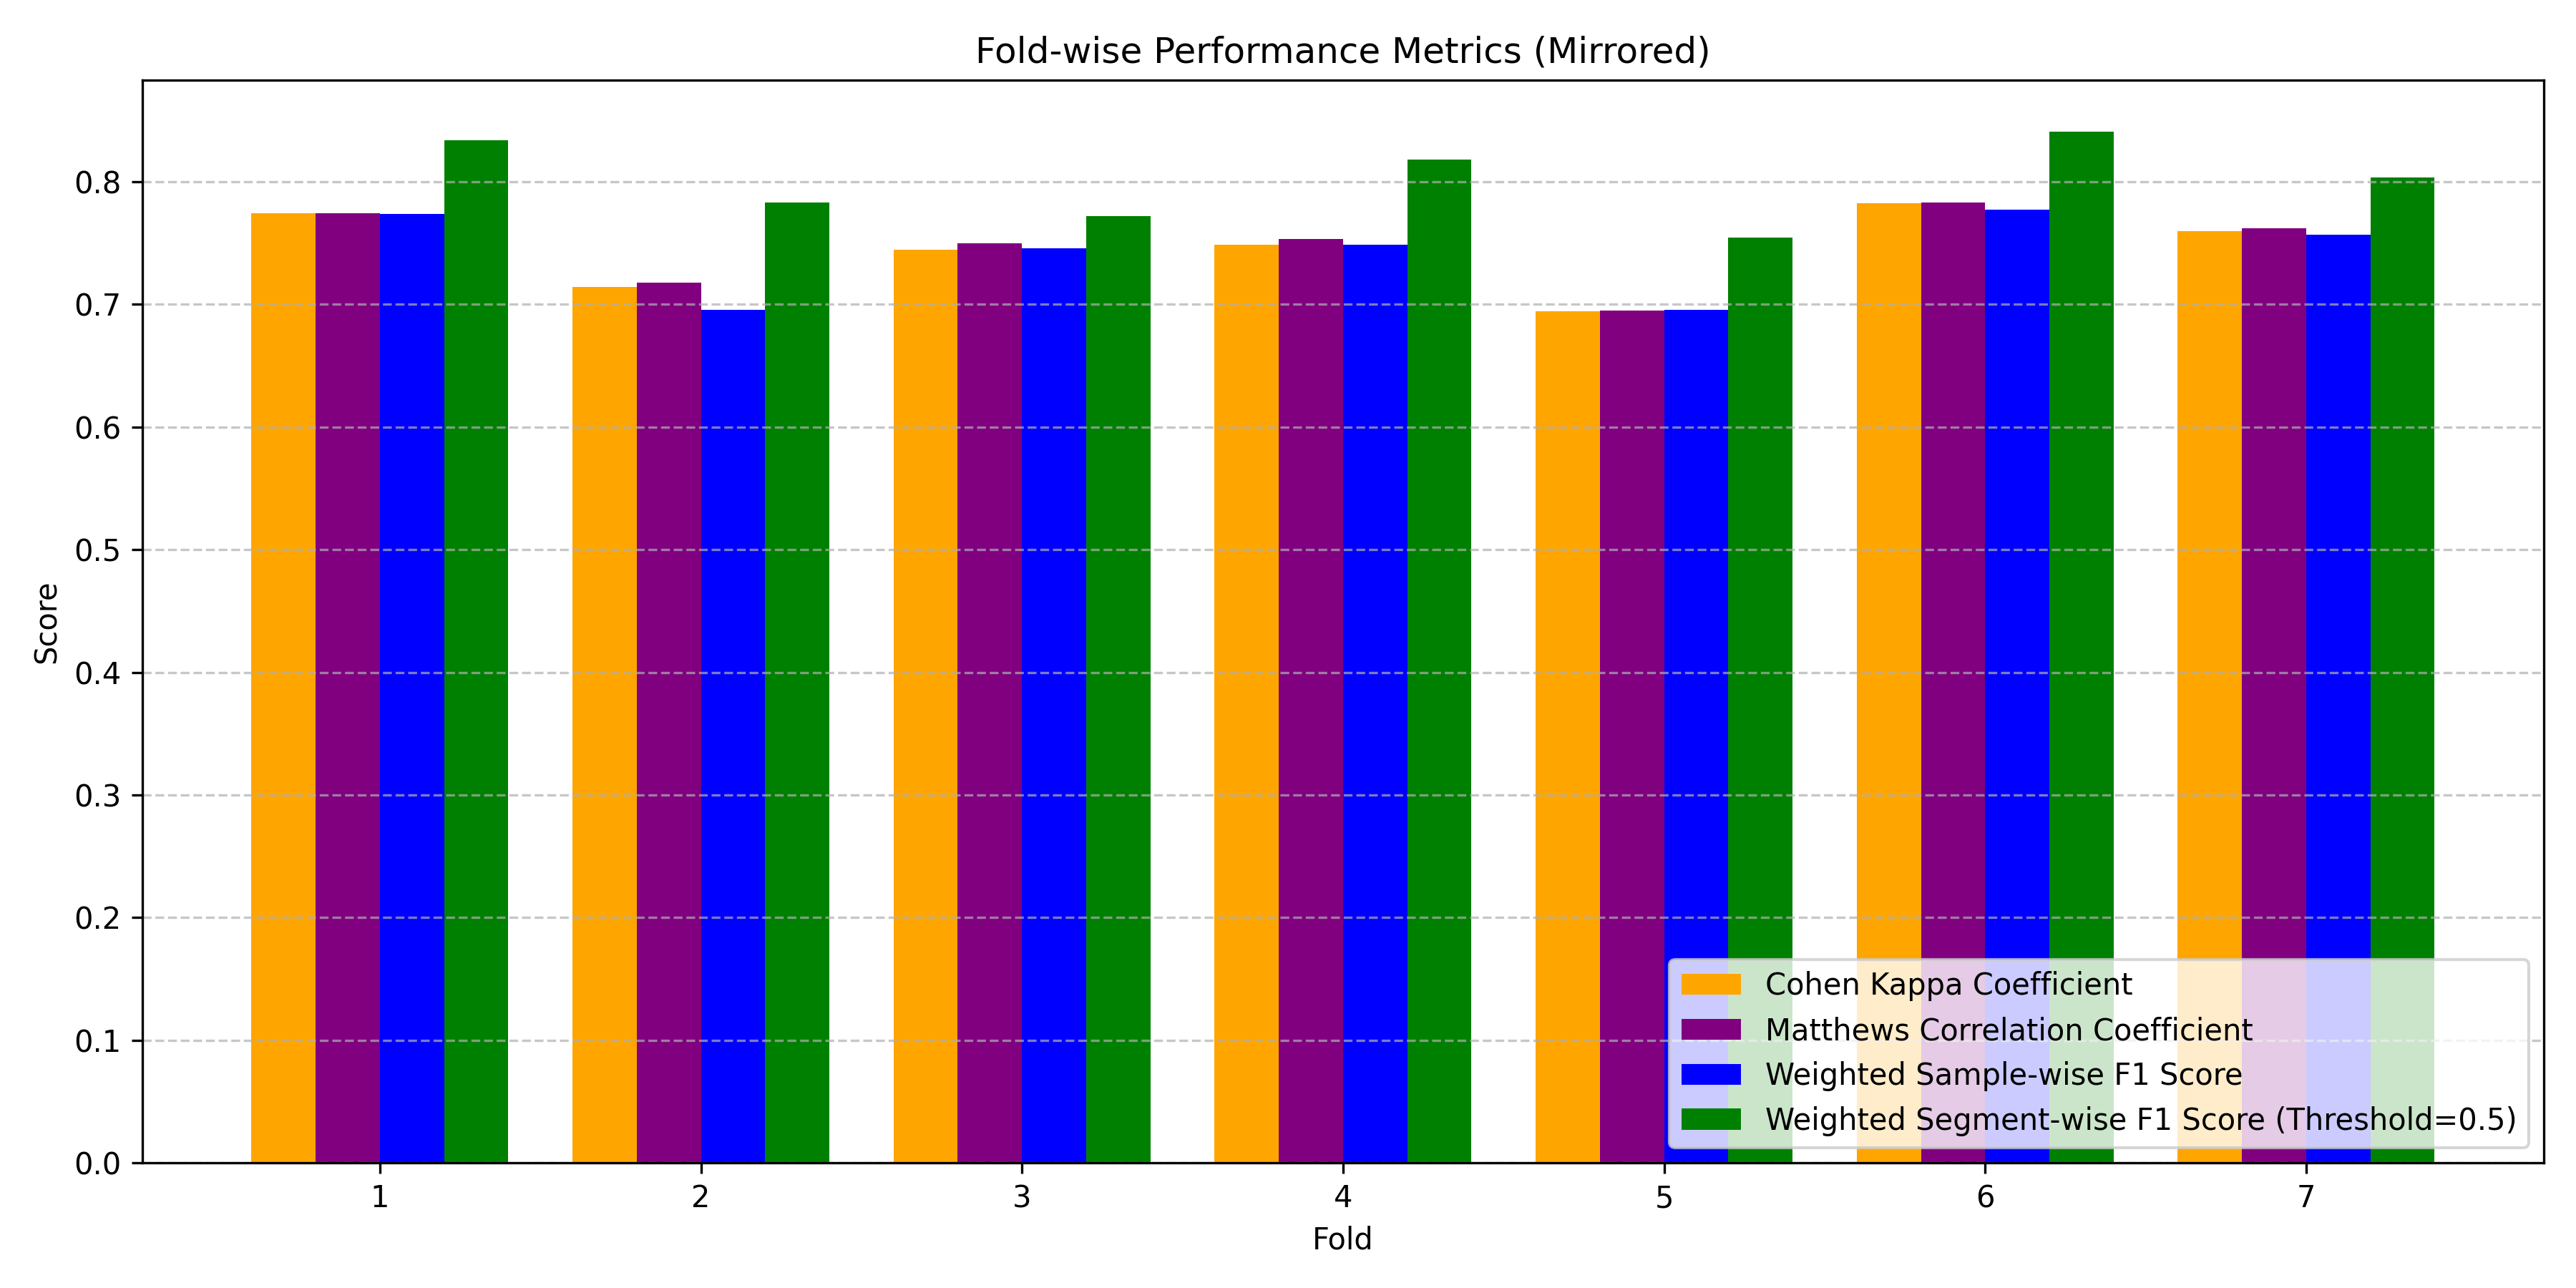 Fold-wise Performance Metrics (Mirrored)
0.8
0.7
0.6
0.5
0.4
0.3
0.2
0.1
0.0
Score
1 2 3 4 5 6 7
Fold
Cohen Kappa Coefficient
Matthews Correlation Coefficient
Weighted Sample-wise F1 Score
Weighted Segment-wise F1 Score (Threshold=0.5)